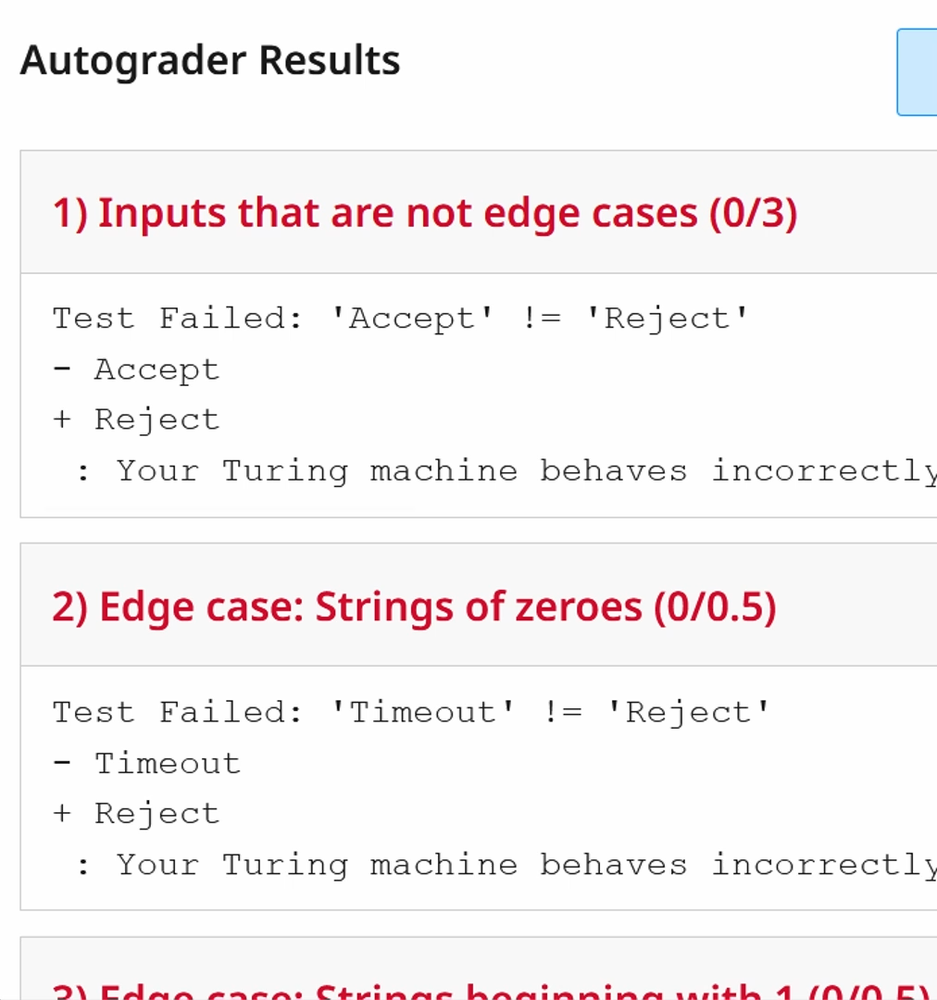 Autograder Results
1) Inputs that are not edge cases (0/3)
Test Failed: 'Accept' != 'Reject'
- Accept
+ Reject
: Your Turing machine behaves incorrectly
2) Edge case: Strings of zeroes (0/0.5)
Test Failed: 'Timeout' != 'Reject'
- Timeout
+ Reject
: Your Turing machine behaves incorrectly
3) Edge case: Strings beginning with 1 (0/0.5)